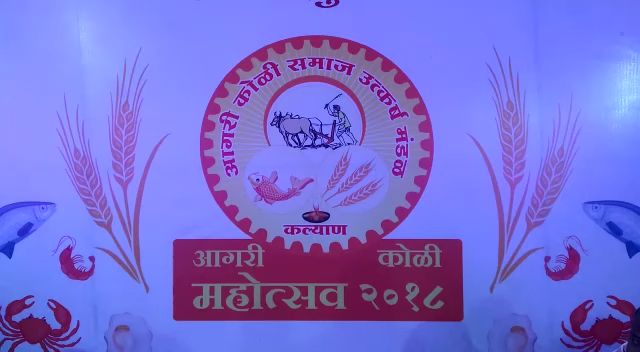 आगरी कोळी समाज उत्कर्ष मंडळ
कल्याण
आगरी कोळी
महोत्सव २०१८